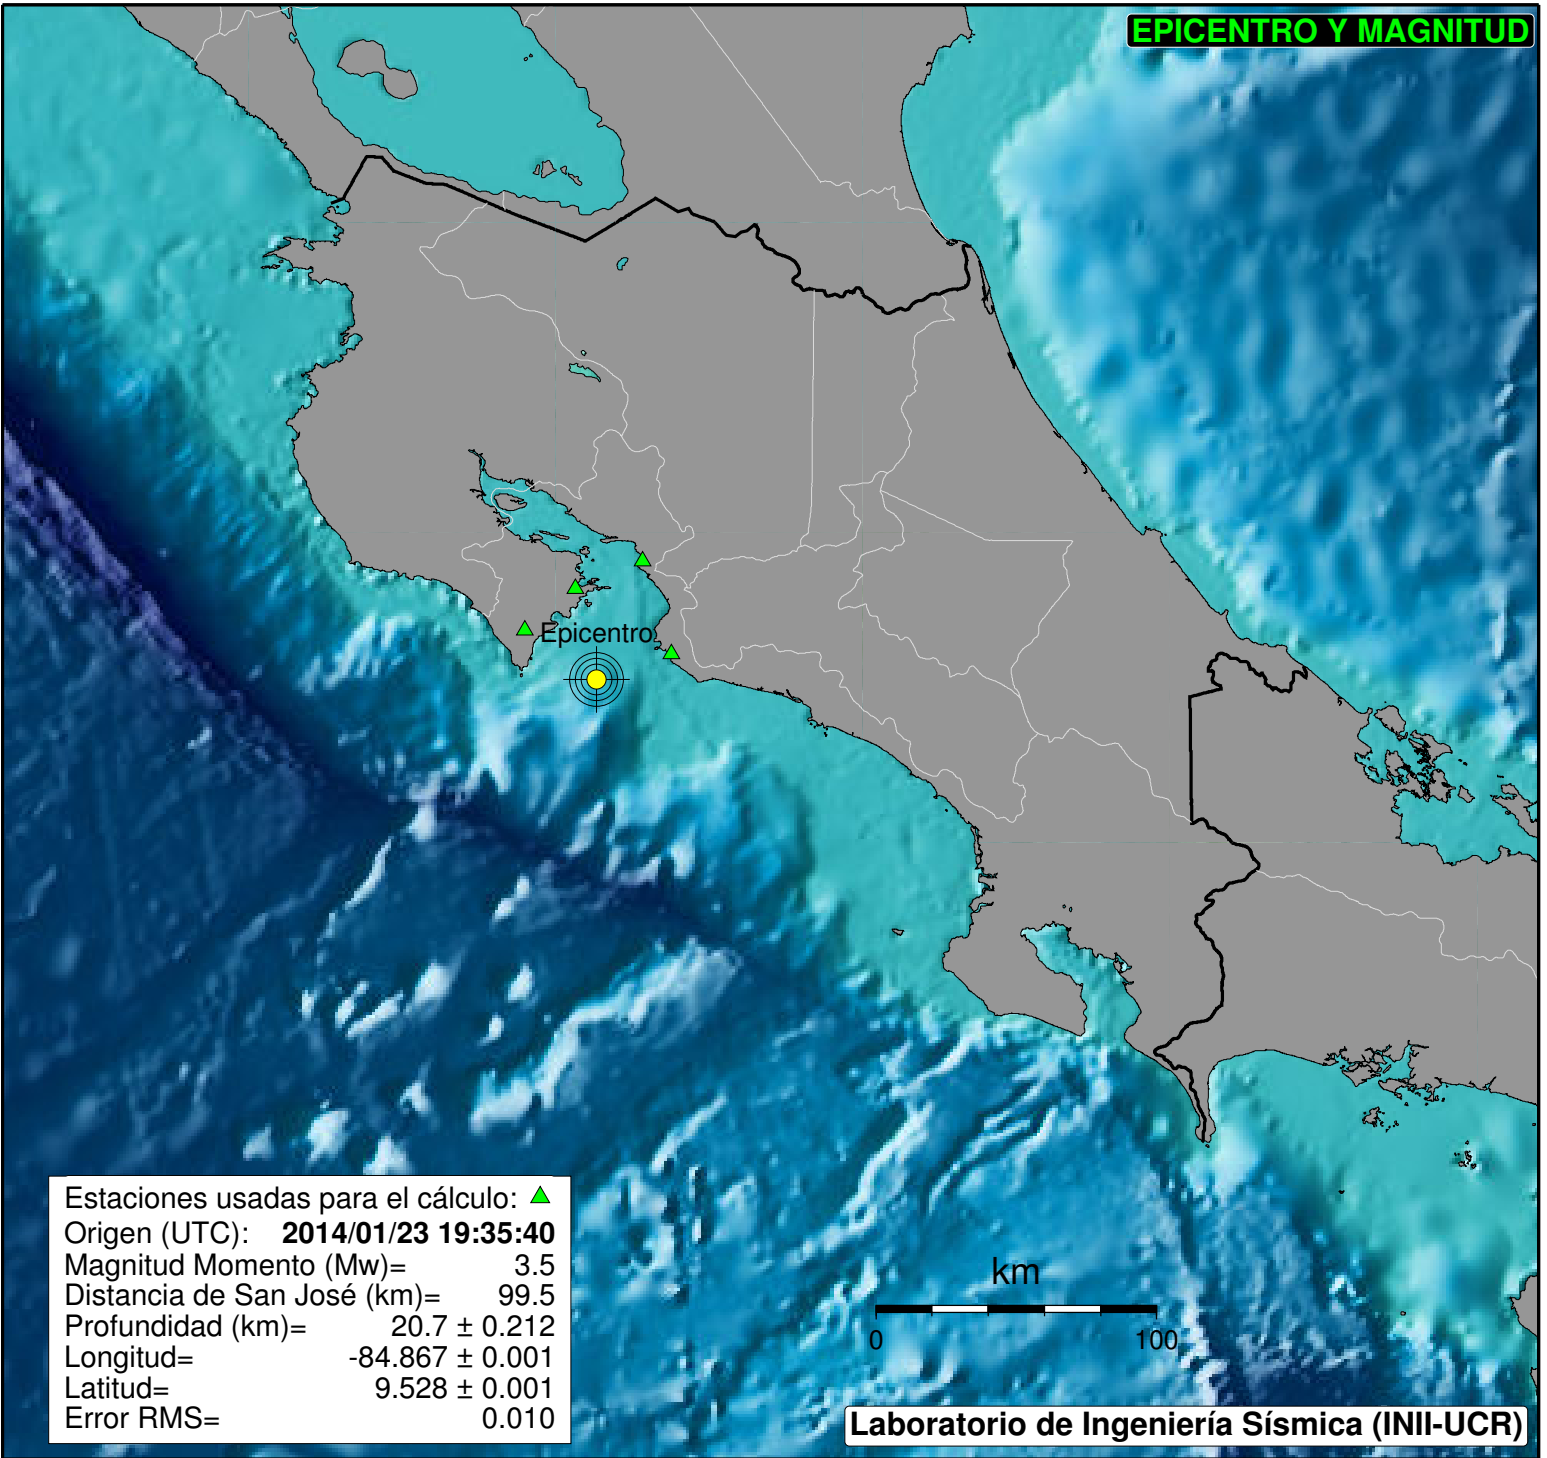 EPICENTRO Y MAGNITUD
Epicentro
Estaciones usadas para el cálculo:
Origen (UTC): 2014/01/23 19:35:40
Magnitud Momento (Mw)= 3.5
Distancia de San José (km)= 99.5
Profundidad (km)= 20.7 ± 0.212
Longitud= -84.867 ± 0.001
Latitud= 9.528 ± 0.001
Error RMS= 0.010
km
0 100
Laboratorio de Ingeniería Sísmica (INII-UCR)